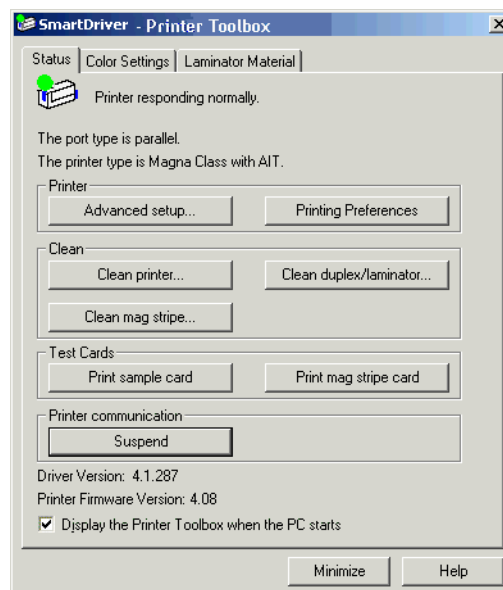 SmartDriver - Printer Toolbox
Status Color Settings Laminator Material
Printer responding normally.
The port type is parallel.
The printer type is Magna Class with AIT.
Printer
Advanced setup... Printing Preferences
Clean
Clean printer... Clean duplex/laminator...
Clean mag stripe...
Test Cards
Print sample card Print mag stripe card
Printer communication
Suspend
Driver Version: 4.1.287
Printer Firmware Version: 4.08
Display the Printer Toolbox when the PC starts
Minimize Help